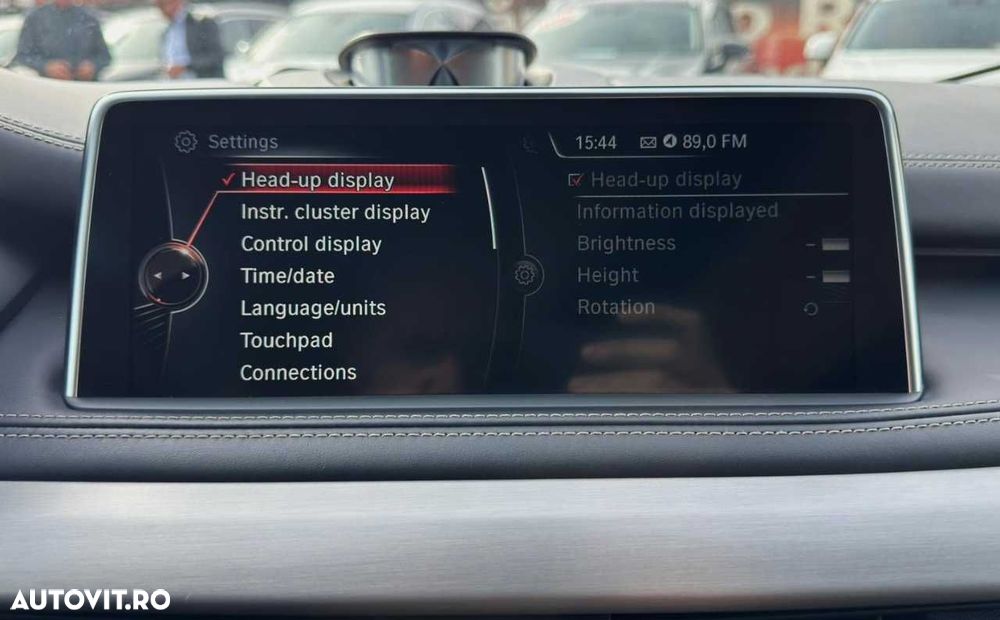 Settings
15:44 89,0 FM
Head-up display
Instr. cluster display
Control display
Time/date
Language/units
Touchpad
Connections
Head-up display
Information displayed
Brightness
Height
Rotation
AUTOVIT.RO